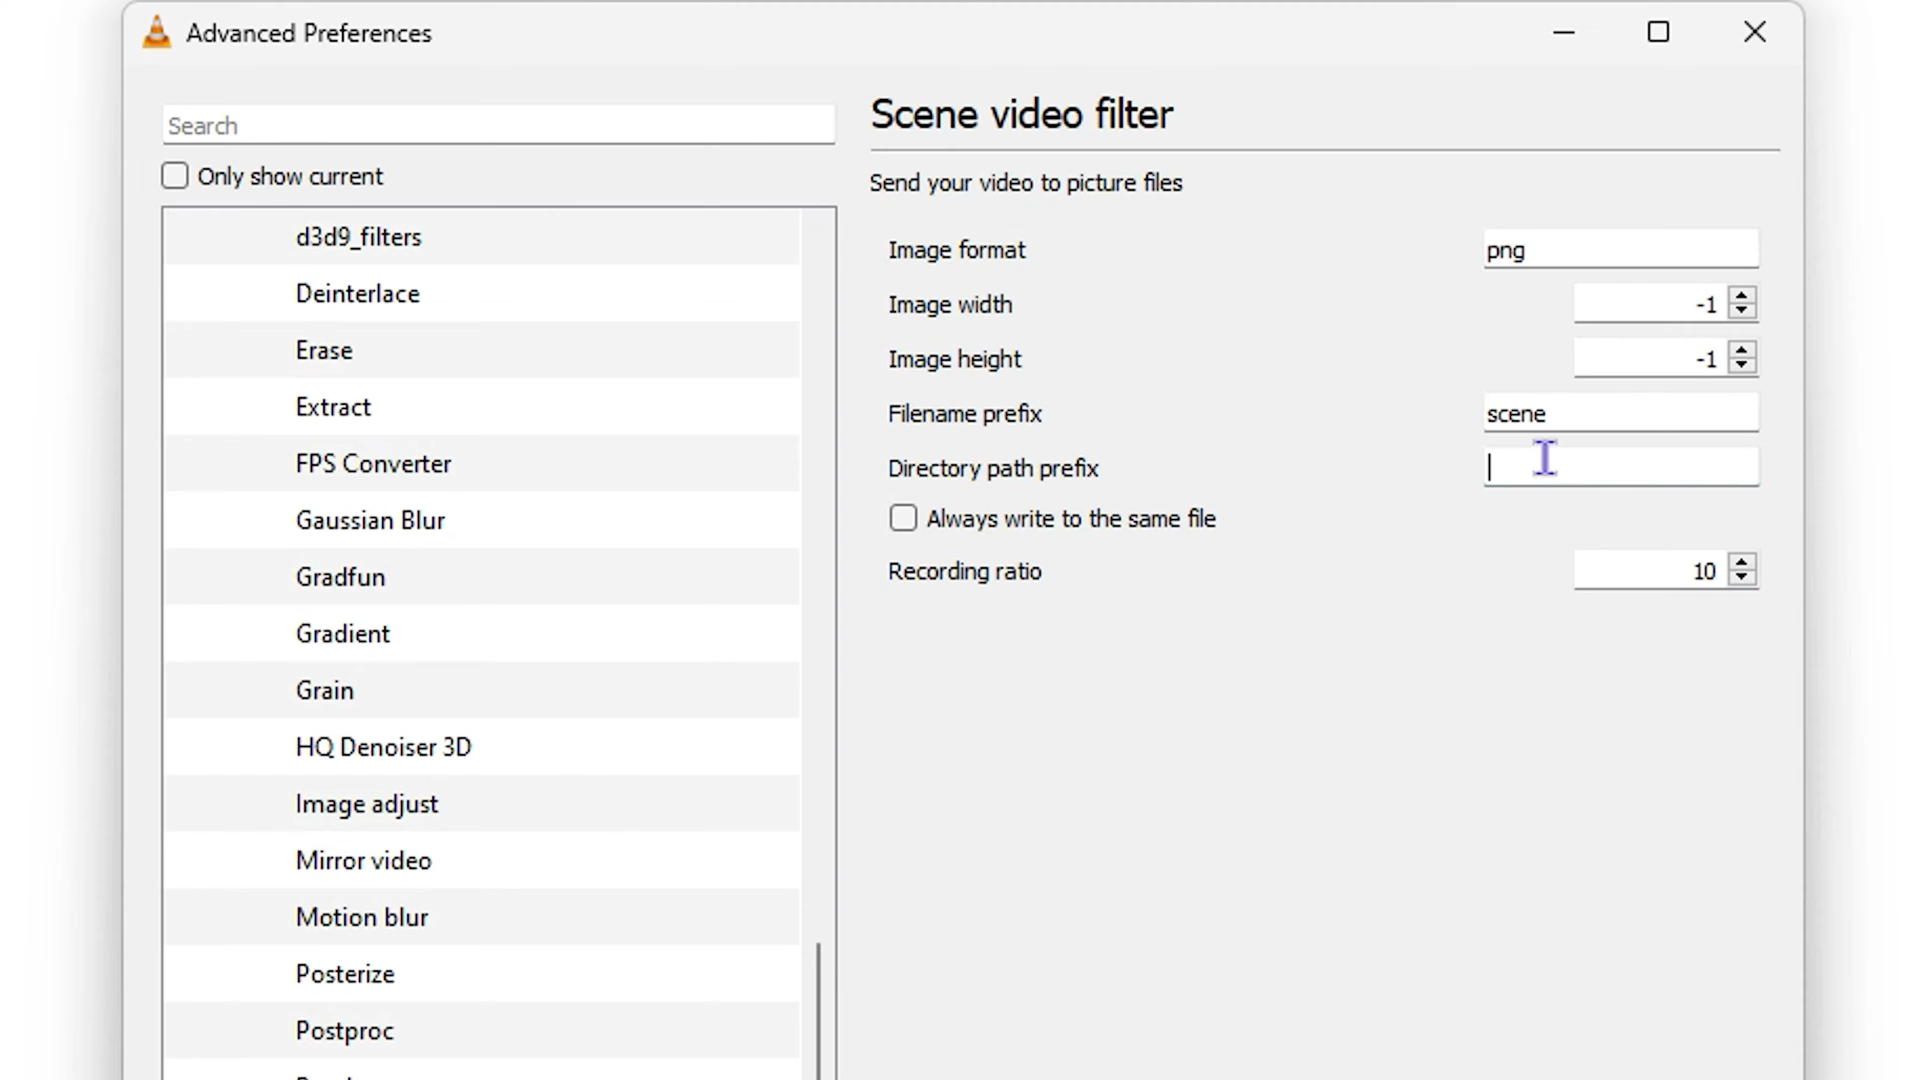 Advanced Preferences
Search
Only show current
d3d9_filters
Deinterlace
Erase
Extract
FPS Converter
Gaussian Blur
Gradfun
Gradient
Grain
HQ Denoiser 3D
Image adjust
Mirror video
Motion blur
Posterize
Postproc
Scene video filter
Send your video to picture files
Image format png
Image width -1
Image height -1
Filename prefix scene
Directory path prefix
Always write to the same file
Recording ratio 10